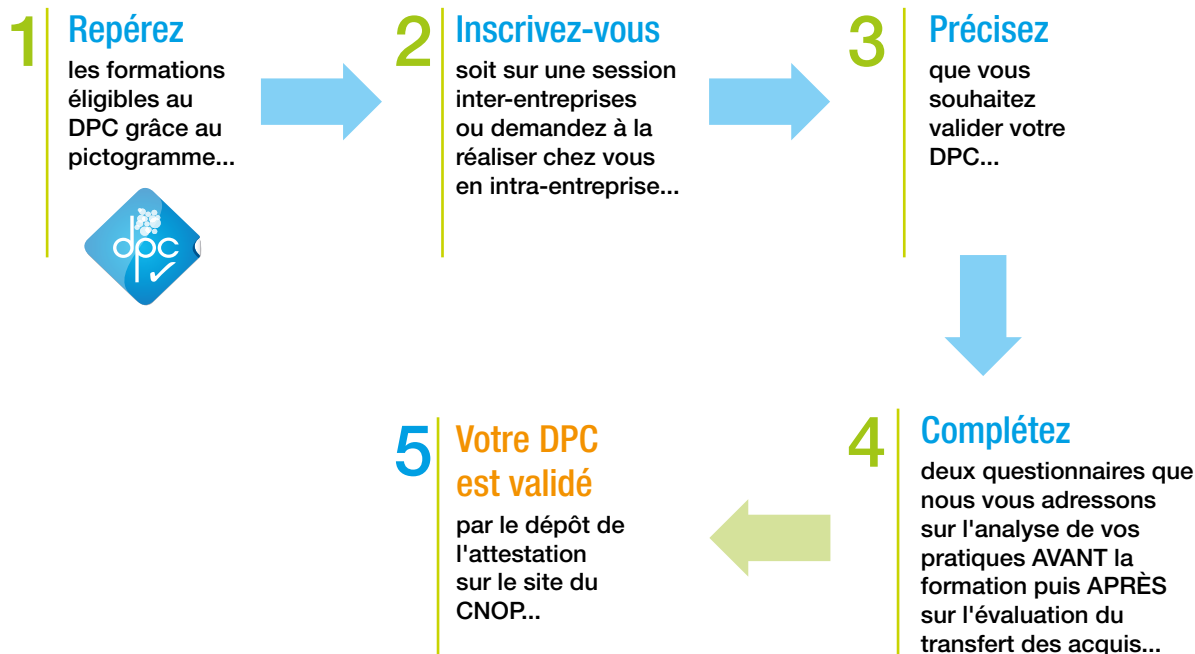 1
Repérez
les formations
éligibles au
DPC grâce au
pictogramme...
dpc
2
Inscrivez-vous
soit sur une session
inter-entreprises
ou demandez à la
réaliser chez vous
en intra-entreprise...
3
Précisez
que vous
souhaitez
valider votre
DPC...
4
Complétez
deux questionnaires que
nous vous adressons
sur l'analyse de vos
pratiques AVANT la
formation puis APRÈS
sur l'évaluation du
transfert des acquis...
5
Votre DPC
est validé
par le dépôt de
l'attestation
sur le site du
CNOP...